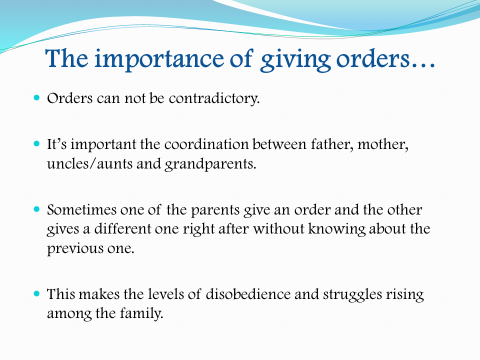 The importance of giving orders…
Orders can not be contradictory.
It's important the coordination between father, mother,
uncles/aunts and grandparents.
Sometimes one of the parents give an order and the other
gives a different one right after without knowing about the
previous one.
This makes the levels of disobedience and struggles rising
among the family.